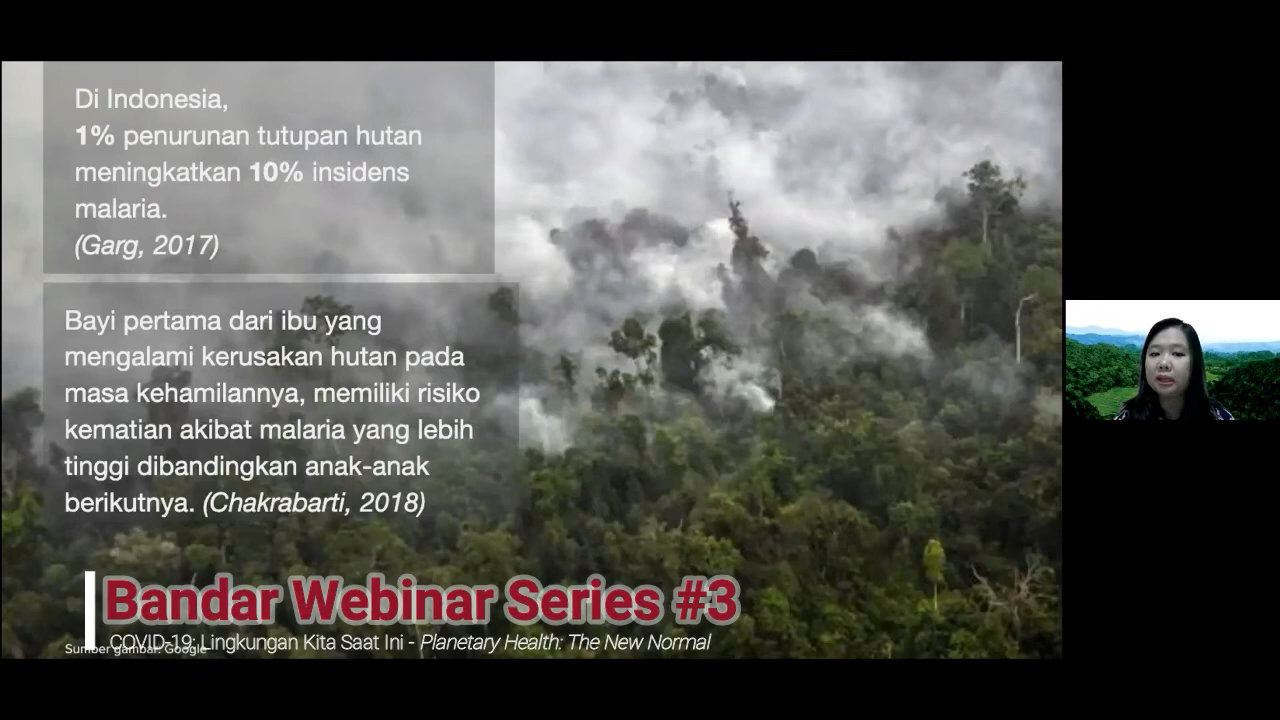 Di Indonesia,
1% penurunan tutupan hutan
meningkatkan 10% insidens
malaria.
(Garg, 2017)
Bayi pertama dari ibu yang
mengalami kerusakan hutan pada
masa kehamilannya, memiliki risiko
kematian akibat malaria yang lebih
tinggi dibandingkan anak-anak
berikutnya. (Chakrabarti, 2018)
Bandar Webinar Series #3
COVID-19: Lingkungan Kita Saat Ini - Planetary Health: The New Normal
Sumber gambar: Google